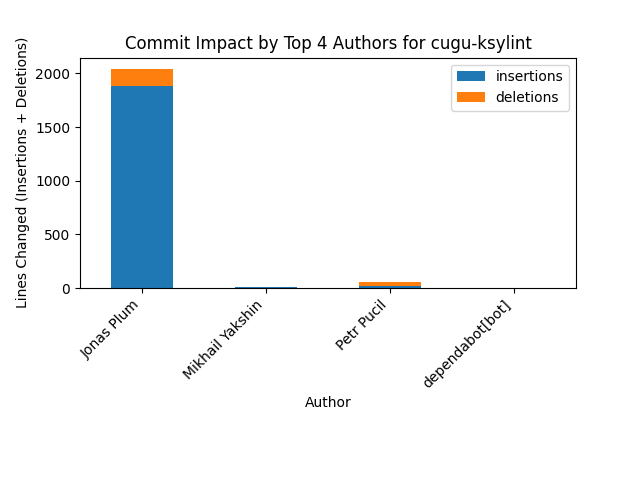 Commit Impact by Top 4 Authors for cugu-ksylint
Lines Changed (Insertions + Deletions)
2000
1500
1000
500
0
insertions
deletions
Jonas Plum
Mikhail Yakshin
Petr Pucil
dependabot[bot]
Author